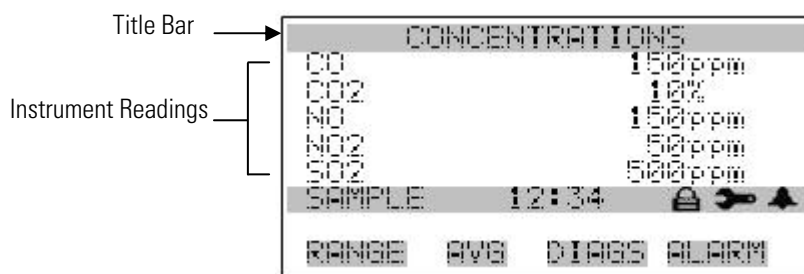 Title Bar
CONCENTRATIONS
Instrument Readings
CO 150ppm
CO2 10%
NO 150ppm
NO2 50ppm
SO2 500ppm
SAMPLE 12:34
RANGE AVG DIAGS ALARM